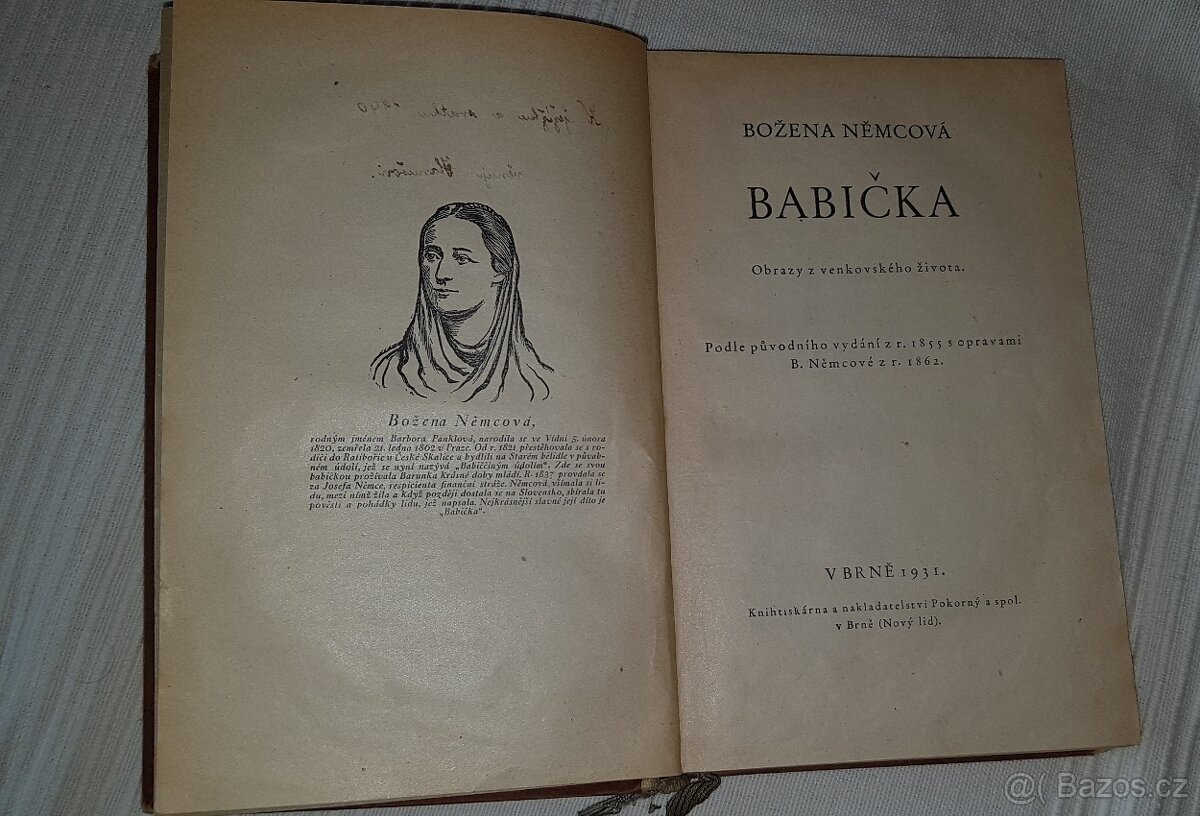 Božena Němcová,
rodným jménem Barbora Panklová, narodila se ve Vídni 5. února
1820, zemřela 21. ledna 1862 v Praze. Od r. 1821 přestěhovala se s ro-
diči do Ratibořic u České Skalice a bydlili na Starém bělidle v půvab-
ném údolí, jež se nyní nazývá „Babiččiným údolím“. Zde se svou
babičkou prožívala Barunka krásné doby mládí. R. 1837 provdala se
za Josefa Němce, respicienta finanční stráže. Němcová všímala si li-
du, mezi nímž žila a když později dostala se na Slovensko, sbírala tu
pověsti a pohádky lidu, jež napsala. Nejkrásnější slavné její dílo je
„Babička“.
BOŽENA NĚMCOVÁ
BABIČKA
Obrazy z venkovského života.
Podle původního vydání z r. 1855 s opravami
B. Němcové z r. 1862.
V BRNĚ 1931.
Knihtiskárna a nakladatelství Pokorný a spol.
v Brně (Nový lid).
@( Bazos.cz